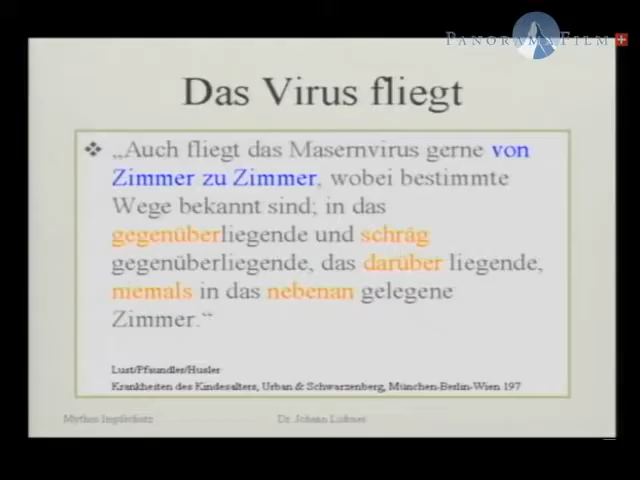 PANORAMA FILM
Das Virus fliegt
❖ „Auch fliegt das Masernvirus gerne von
Zimmer zu Zimmer, wobei bestimmte
Wege bekannt sind; in das
gegenüberliegende und schräg
gegenüberliegende, das darüber liegende,
niemals in das nebenan gelegene
Zimmer.“
Lust/Pfaundler/Husler
Krankheiten des Kindesalters, Urban & Schwarzenberg, München-Berlin-Wien 197
Mythos Impfschutz
Dr. Johann Loibner